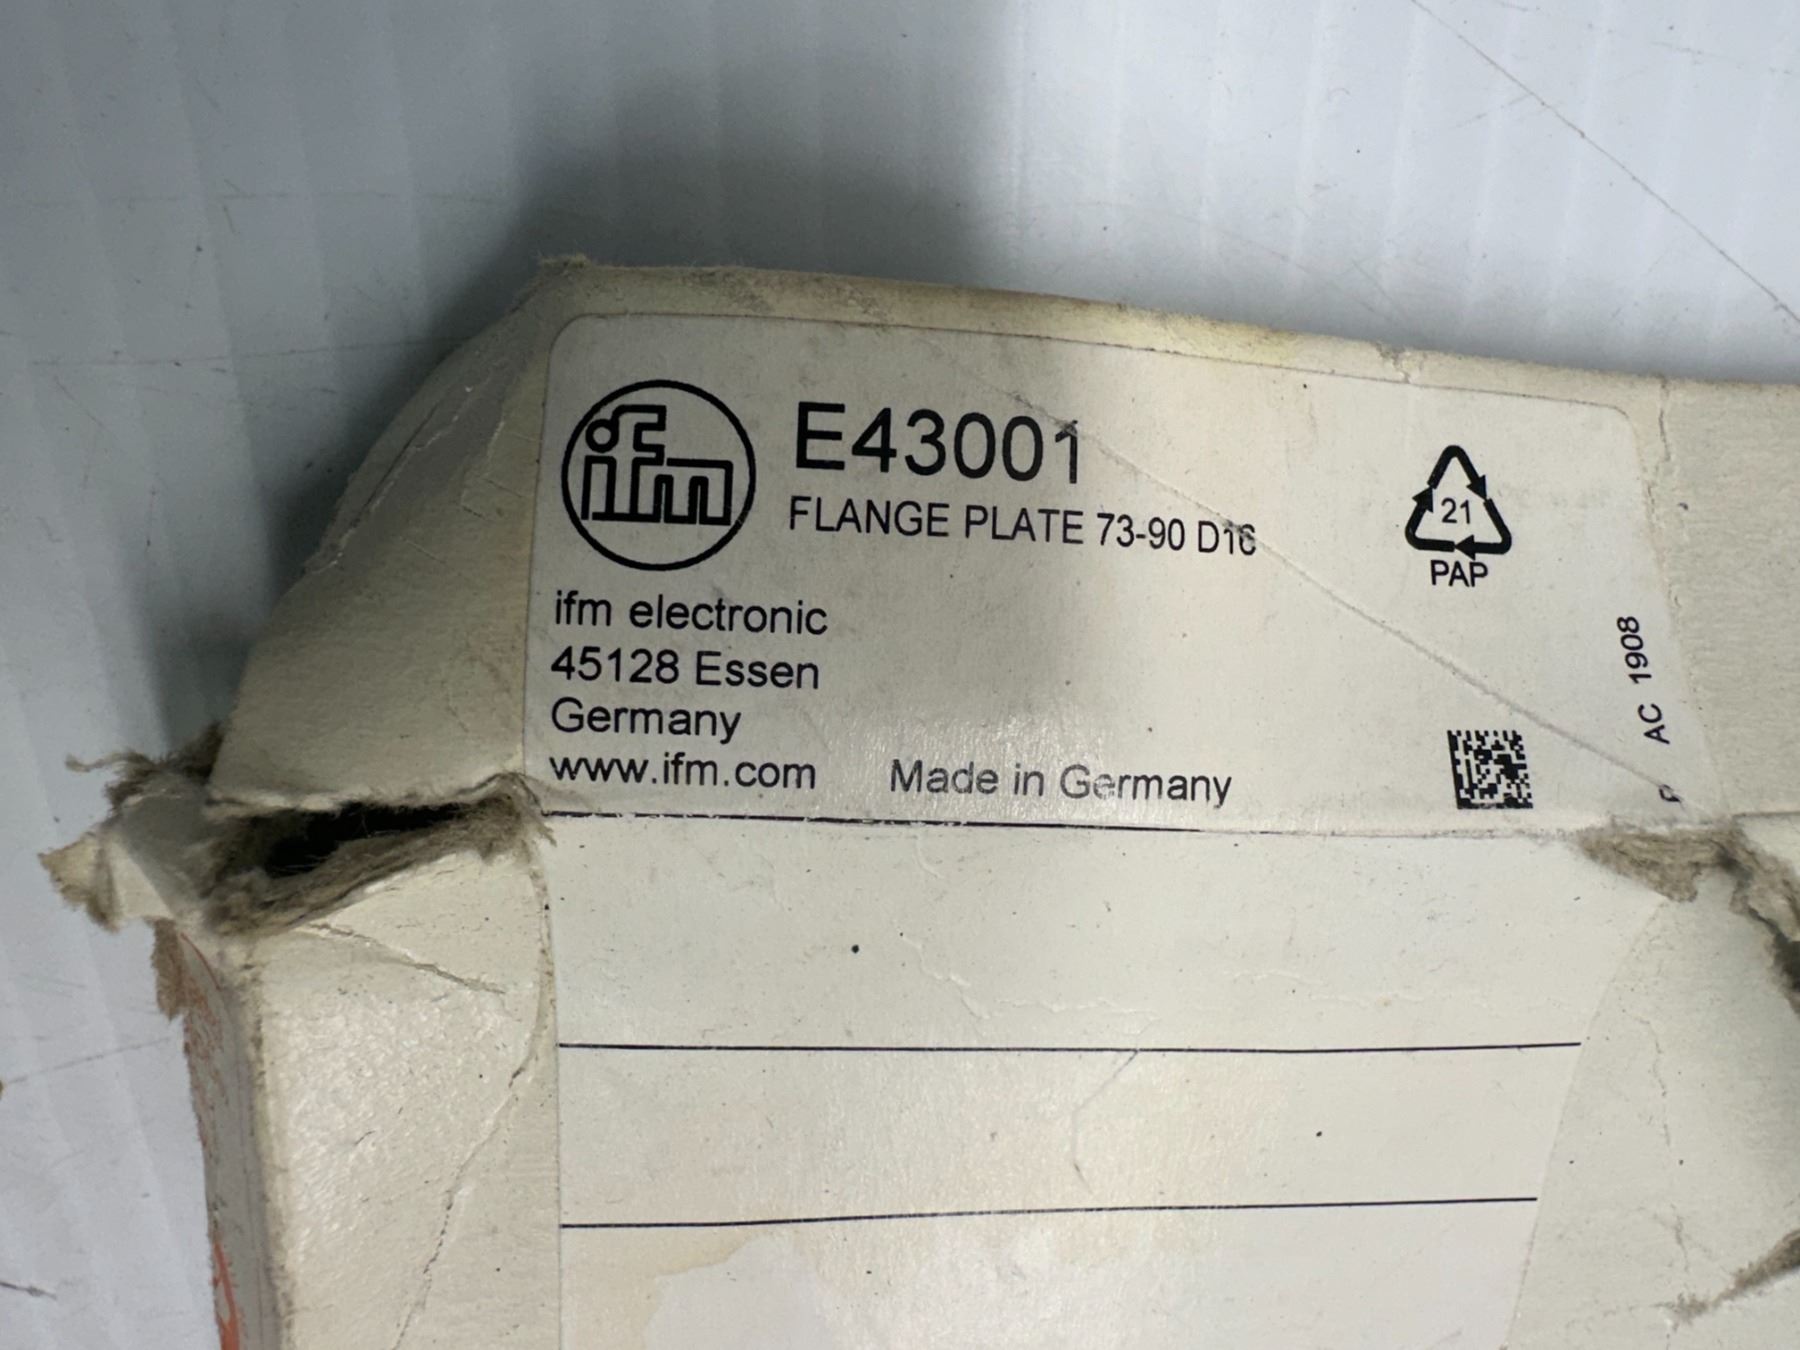 ifm
E43001
FLANGE PLATE 73-90 D16
21
PAP
ifm electronic
45128 Essen
Germany
www.ifm.com
Made in Germany
AC 1908